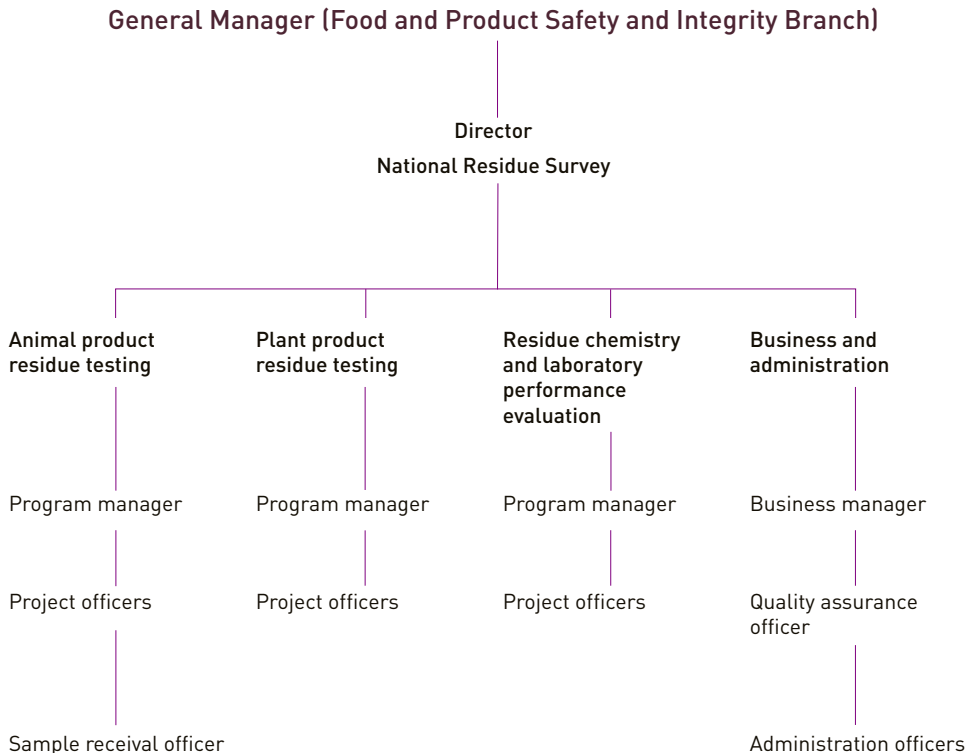 General Manager (Food and Product Safety and Integrity Branch)
Director
National Residue Survey
Animal product
residue testing
Plant product
residue testing
Residue chemistry
and laboratory
performance
evaluation
Business and
administration
Program manager
Program manager
Program manager
Business manager
Project officers
Project officers
Project officers
Quality assurance
officer
Sample receival officer
Administration officers